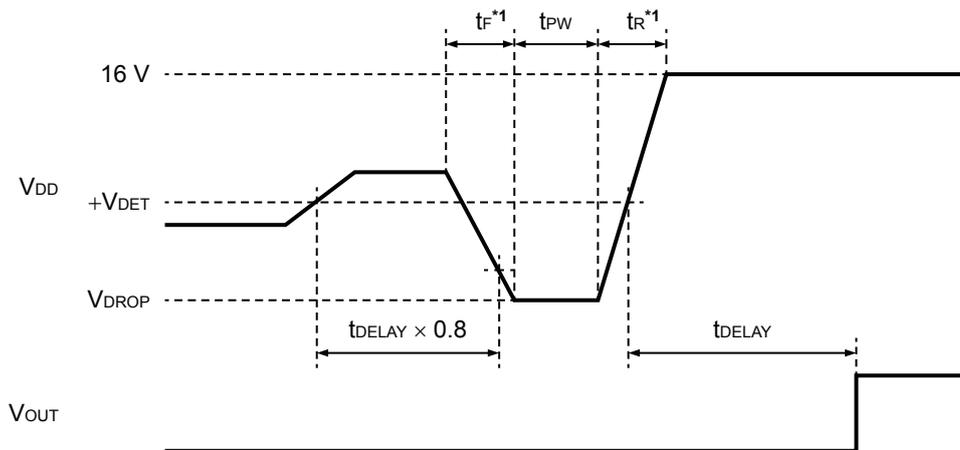 tF*1 tPW tR*1
16 V
VDD
+VDET
VDROP
tDELAY × 0.8
tDELAY
VOUT